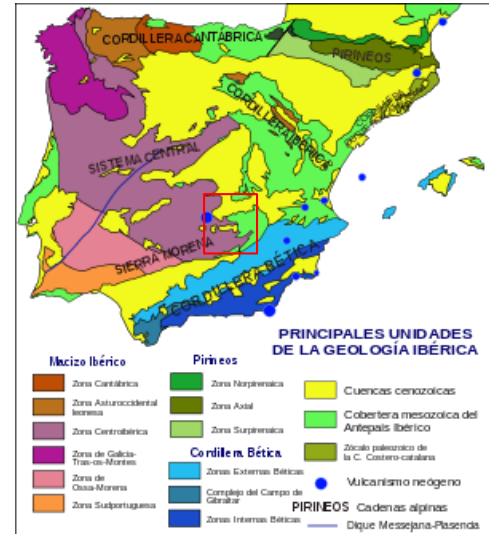 CORDILLERA CANTÁBRICA
PIRINEOS
CORDILLERA IBÉRICA
SISTEMA CENTRAL
SIERRA MORENA
CORDILLERA BÉTICA
PRINCIPALES UNIDADES
DE LA GEOLOGÍA IBÉRICA
Macizo Ibérico
Zona Cantábrica
Zona Asturoccidental
leonesa
Zona Centroibérica
Zona de Galicia-
Tras-os-Montes
Zona de
Ossa-Morena
Zona Sudportuguesa
Pirineos
Zona Norpirenaica
Zona Axial
Zona Surpirenaica
Cordillera Bética
Zonas Externas Béticas
Complejo del Campo de
Gibraltar
Zonas Internas Béticas
Cuencas cenozoicas
Cobertera mesozoica del
Antepaís Ibérico
Zócalo paleozoico de
la C. Costero-catalana
Vulcanismo neógeno
PIRINEOS Cadenas alpinas
Dique Messejana-Plasencia